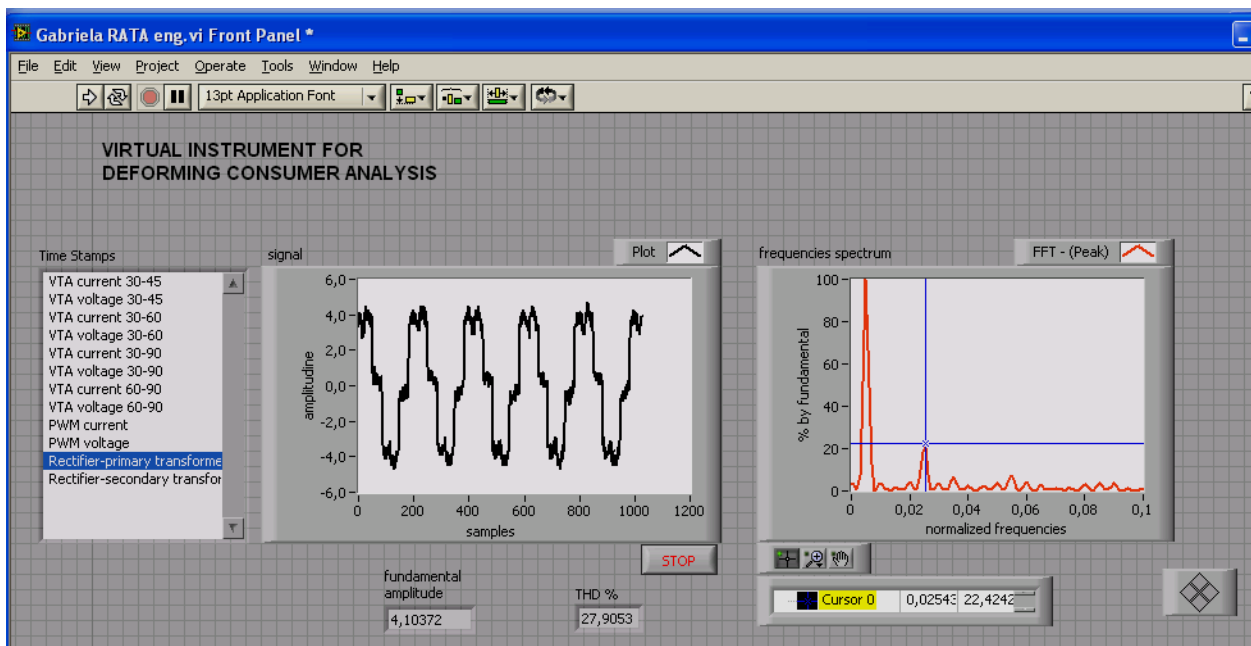 Gabriela RATA eng.vi Front Panel *
File Edit View Project Operate Tools Window Help
13pt Application Font
VIRTUAL INSTRUMENT FOR
DEFORMING CONSUMER ANALYSIS
Time Stamps
VTA current 30-45
VTA voltage 30-45
VTA current 30-60
VTA voltage 30-60
VTA current 30-90
VTA voltage 30-90
VTA current 60-90
VTA voltage 60-90
PWM current
PWM voltage
Rectifier-primary transforme
Rectifier-secondary transfor
signal
Plot
6,0
4,0
2,0
0,0
-2,0
-4,0
-6,0
amplitudine
0 200 400 600 800 1000 1200
samples
frequencies spectrum
FFT - (Peak)
100
80
60
40
20
0
% by fundamental
0 0,02 0,04 0,06 0,08 0,1
normalized frequencies
STOP
fundamental
amplitude
4,10372
THD %
27,9053
Cursor 0 0,02543 22,4242